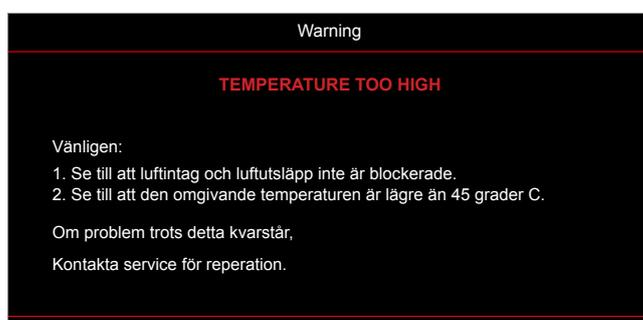 Warning
TEMPERATURE TOO HIGH
Vänligen:
1. Se till att luftintag och luftutsläpp inte är blockerade.
2. Se till att den omgivande temperaturen är lägre än 45 grader C.
Om problem trots detta kvarstår,
Kontakta service för reperation.